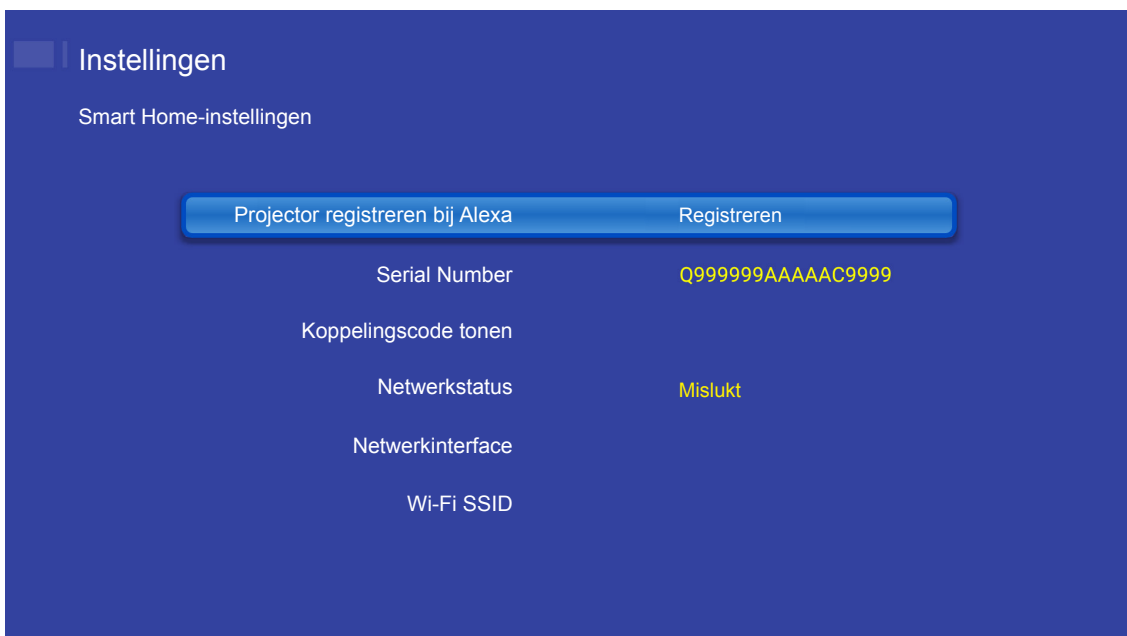 Instellingen
Smart Home-instellingen
Projector registreren bij Alexa Registreren
Serial Number Q999999AAAAAC9999
Koppelingscode tonen
Netwerkstatus Mislukt
Netwerkinterface
Wi-Fi SSID